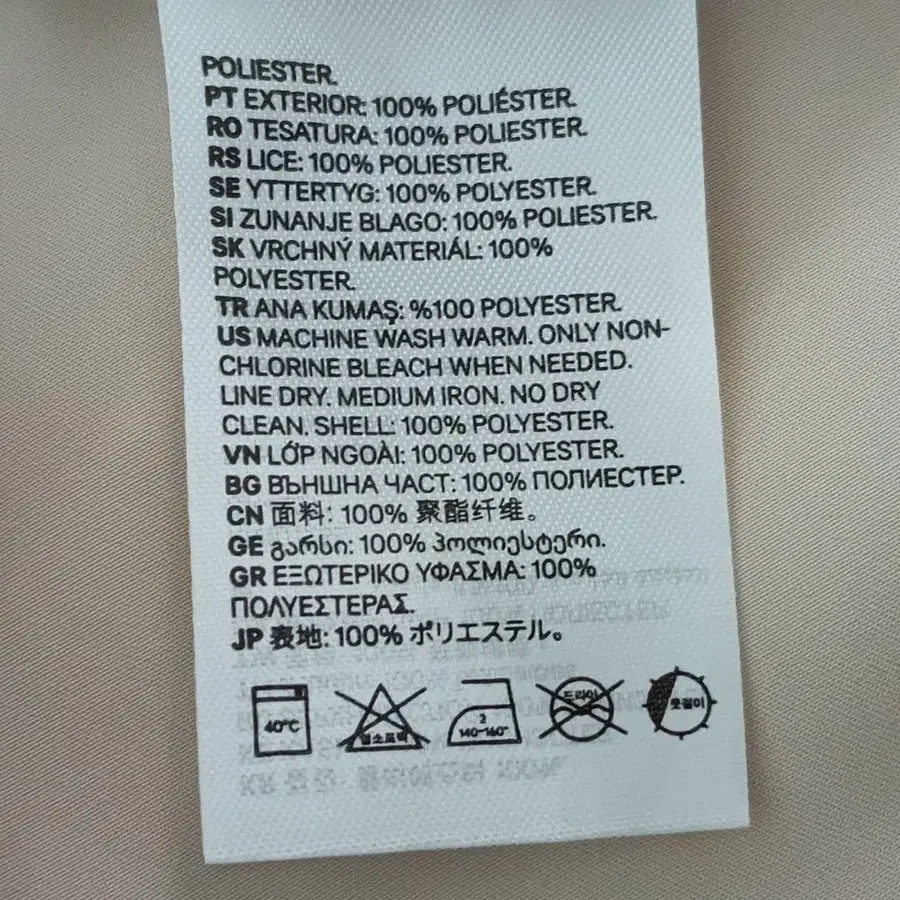 POLIESTER.
PT EXTERIOR: 100% POLIÉSTER.
RO TESATURA: 100% POLIESTER.
RS LICE: 100% POLIESTER.
SE YTTERTYG: 100% POLYESTER.
SI ZUNANJE BLAGO: 100% POLIESTER.
SK VRCHNÝ MATERIÁL: 100%
POLYESTER.
TR ANA KUMAŞ: %100 POLYESTER.
US MACHINE WASH WARM. ONLY NON-
CHLORINE BLEACH WHEN NEEDED.
LINE DRY. MEDIUM IRON. NO DRY
CLEAN. SHELL: 100% POLYESTER.
VN LỚP NGOÀI: 100% POLYESTER.
BG ВЪНШНА ЧАСТ: 100% ПОЛИЕСТЕР.
CN 面料: 100% 聚酯纤维。
GE გარსი: 100% პოლიესტერი.
GR ΕΞΩΤΕΡΙΚΟ ΥΦΑΣΜΑ: 100%
ΠΟΛΥΕΣΤΕΡΑΣ.
JP 表地: 100% ポリエステル。
40℃ 염소표백 2 드라이 옷걸이
140~160°